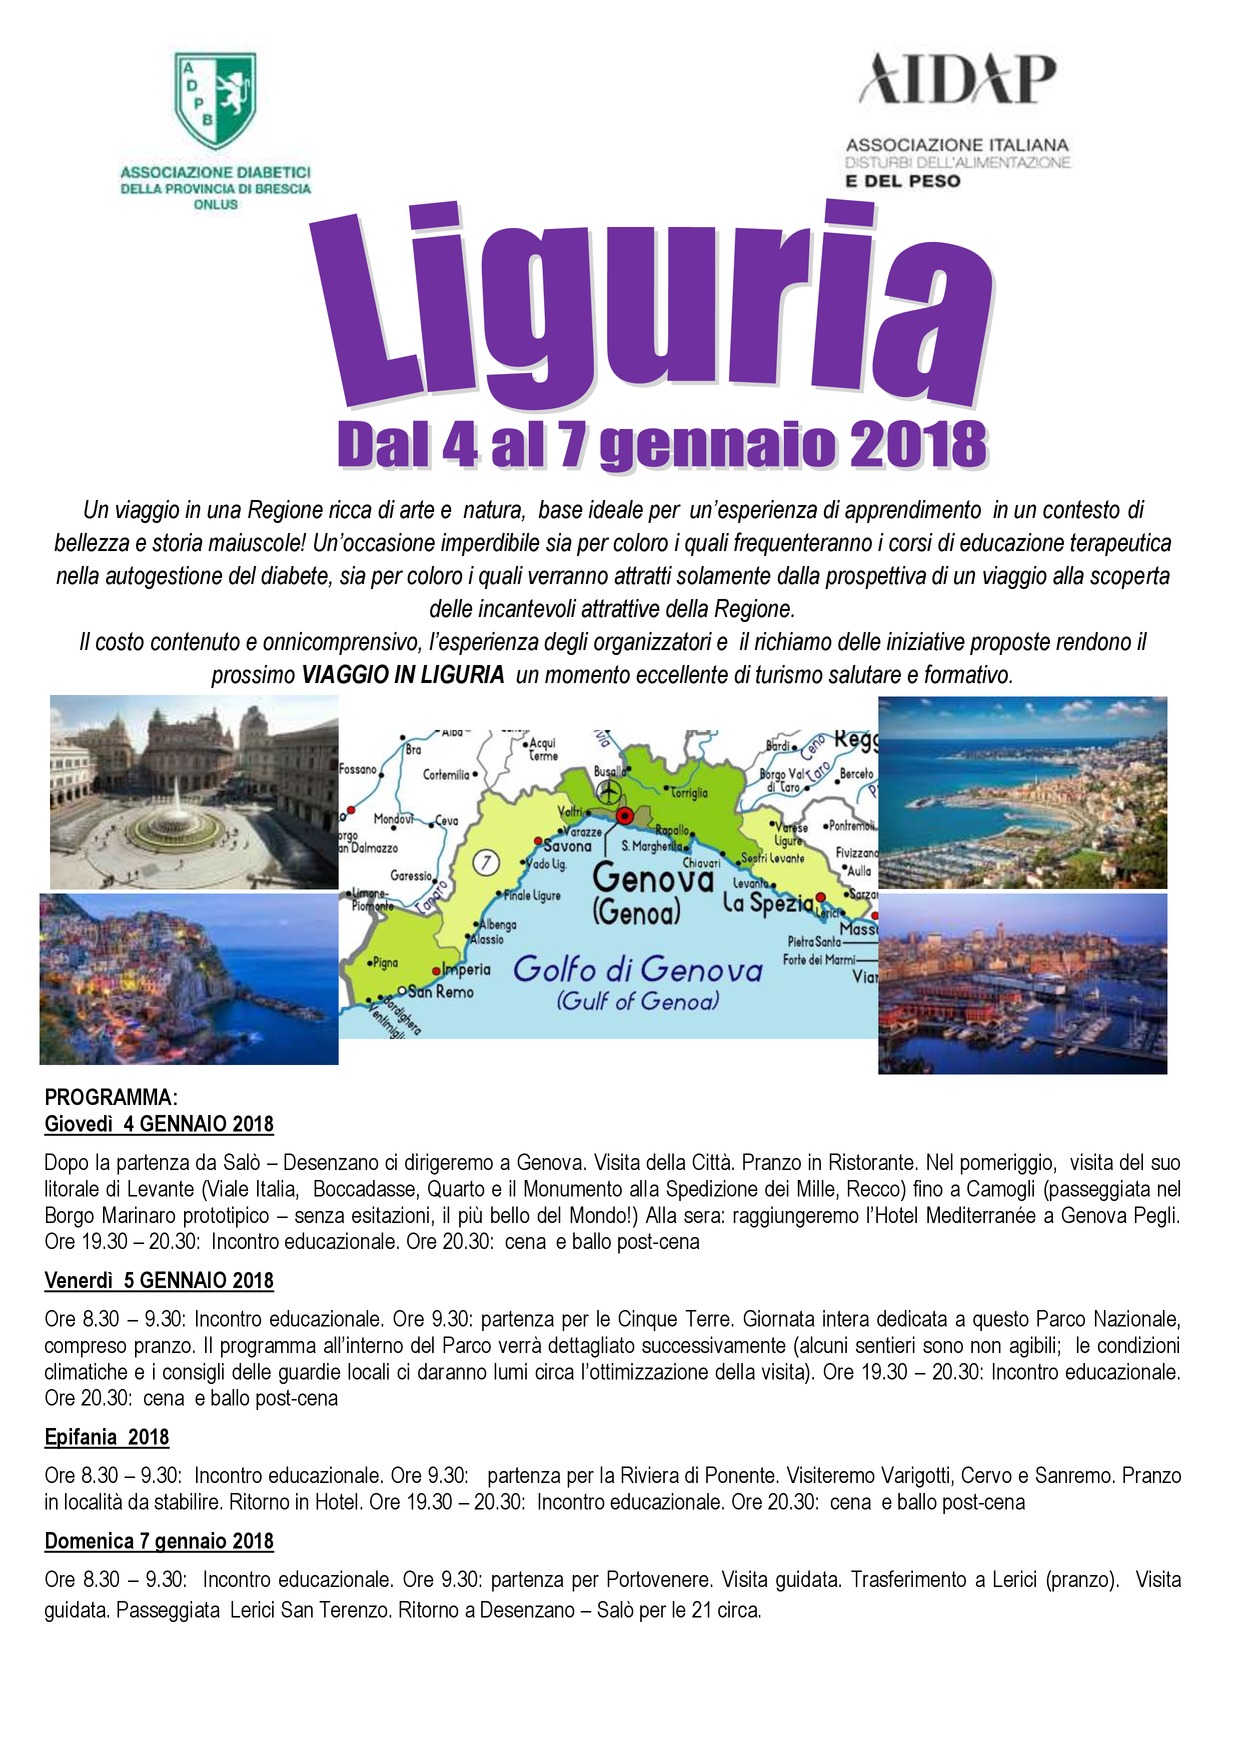 A
D
P
B
ASSOCIAZIONE DIABETICI
DELLA PROVINCIA DI BRESCIA
ONLUS
AIDAP
ASSOCIAZIONE ITALIANA
DISTURBI DELL'ALIMENTAZIONE
E DEL PESO
Liguria
Dal 4 al 7 gennaio 2018
Un viaggio in una Regione ricca di arte e natura, base ideale per un'esperienza di apprendimento in un contesto di
bellezza e storia maiuscole! Un'occasione imperdibile sia per coloro i quali frequenteranno i corsi di educazione terapeutica
nella autogestione del diabete, sia per coloro i quali verranno attratti solamente dalla prospettiva di un viaggio alla scoperta
delle incantevoli attrattive della Regione.
Il costo contenuto e onnicomprensivo, l'esperienza degli organizzatori e il richiamo delle iniziative proposte rendono il
prossimo VIAGGIO IN LIGURIA un momento eccellente di turismo salutare e formativo.
Alba
Bra
Acqui
Terme
Fossano
Cortemilia
Busalla
Torriglia
Bardi
Ceno
Regg
Borgo Val
di Taro
Taro
Berceto
Mondovi
Ceva
Voltri
Varazze
Savona
Rapallo
S. Margherita
Chiavari
Varese
Ligure
Pontremoli
an Dalmazzo
7
Vado Lig.
Sestri Levante
Fivizzano
Aulla
Garessio
Tanaro
Limone-
Piemonte
Finale Ligure
Genova
(Genoa)
Levanto
La Spezia
Lerici
Sarza
Albenga
Alassio
Mass
PietraSanta
Forte dei Marmi
Viar
Pigna
Imperia
San Remo
Bordighera
Ventimigli
Golfo di Genova
(Gulf of Genoa)
PROGRAMMA:
Giovedì 4 GENNAIO 2018
Dopo la partenza da Salò – Desenzano ci dirigeremo a Genova. Visita della Città. Pranzo in Ristorante. Nel pomeriggio, visita del suo
litorale di Levante (Viale Italia, Boccadasse, Quarto e il Monumento alla Spedizione dei Mille, Recco) fino a Camogli (passeggiata nel
Borgo Marinaro prototipico – senza esitazioni, il più bello del Mondo!) Alla sera: raggiungeremo l'Hotel Mediterranée a Genova Pegli.
Ore 19.30 – 20.30: Incontro educazionale. Ore 20.30: cena e ballo post-cena
Venerdì 5 GENNAIO 2018
Ore 8.30 – 9.30: Incontro educazionale. Ore 9.30: partenza per le Cinque Terre. Giornata intera dedicata a questo Parco Nazionale,
compreso pranzo. Il programma all'interno del Parco verrà dettagliato successivamente (alcuni sentieri sono non agibili; le condizioni
climatiche e i consigli delle guardie locali ci daranno lumi circa l'ottimizzazione della visita). Ore 19.30 – 20.30: Incontro educazionale.
Ore 20.30: cena e ballo post-cena
Epifania 2018
Ore 8.30 – 9.30: Incontro educazionale. Ore 9.30: partenza per la Riviera di Ponente. Visiteremo Varigotti, Cervo e Sanremo. Pranzo
in località da stabilire. Ritorno in Hotel. Ore 19.30 – 20.30: Incontro educazionale. Ore 20.30: cena e ballo post-cena
Domenica 7 gennaio 2018
Ore 8.30 – 9.30: Incontro educazionale. Ore 9.30: partenza per Portovenere. Visita guidata. Trasferimento a Lerici (pranzo). Visita
guidata. Passeggiata Lerici San Terenzo. Ritorno a Desenzano – Salò per le 21 circa.